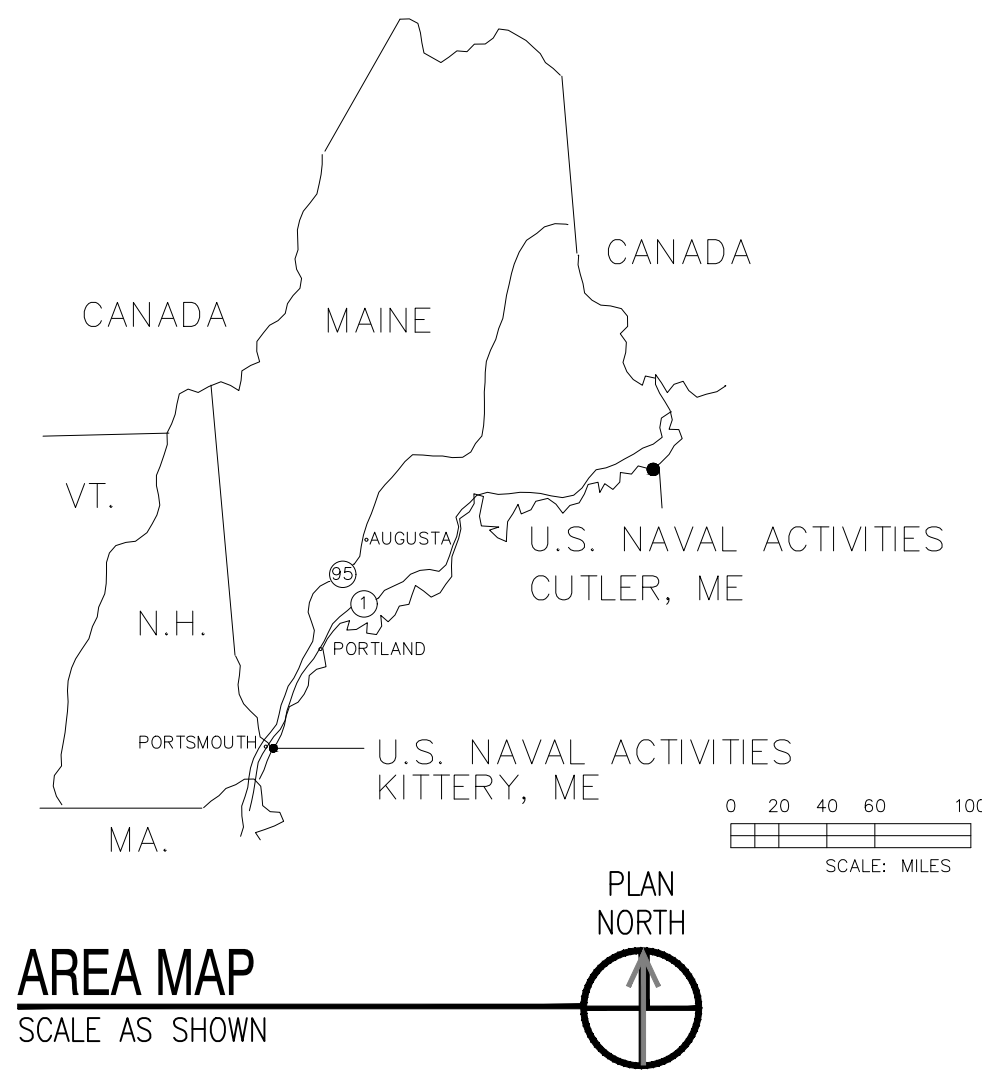 CANADA
CANADA
MAINE
VT.
AUGUSTA
U.S. NAVAL ACTIVITIES
CUTLER, ME
95
1
N.H.
PORTLAND
PORTSMOUTH
U.S. NAVAL ACTIVITIES
KITTERY, ME
0 20 40 60 100
MA.
SCALE: MILES
PLAN
NORTH
AREA MAP
SCALE AS SHOWN